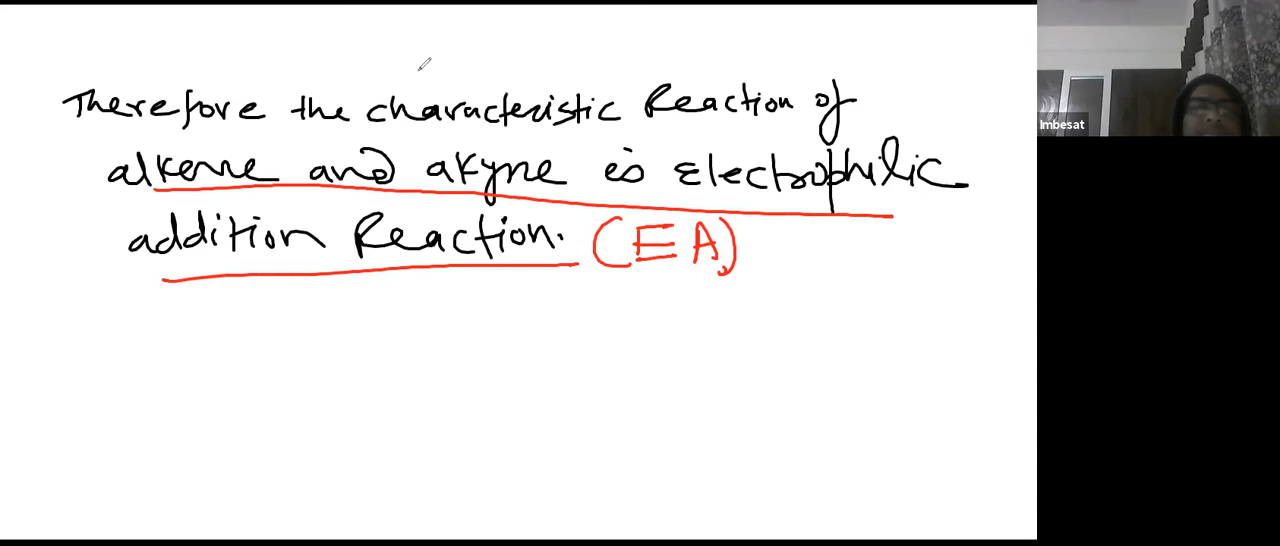 Therefore the characteristic Reaction of
alkene and akyne is Electrophilic
addition Reaction. (EA)
Imbesat